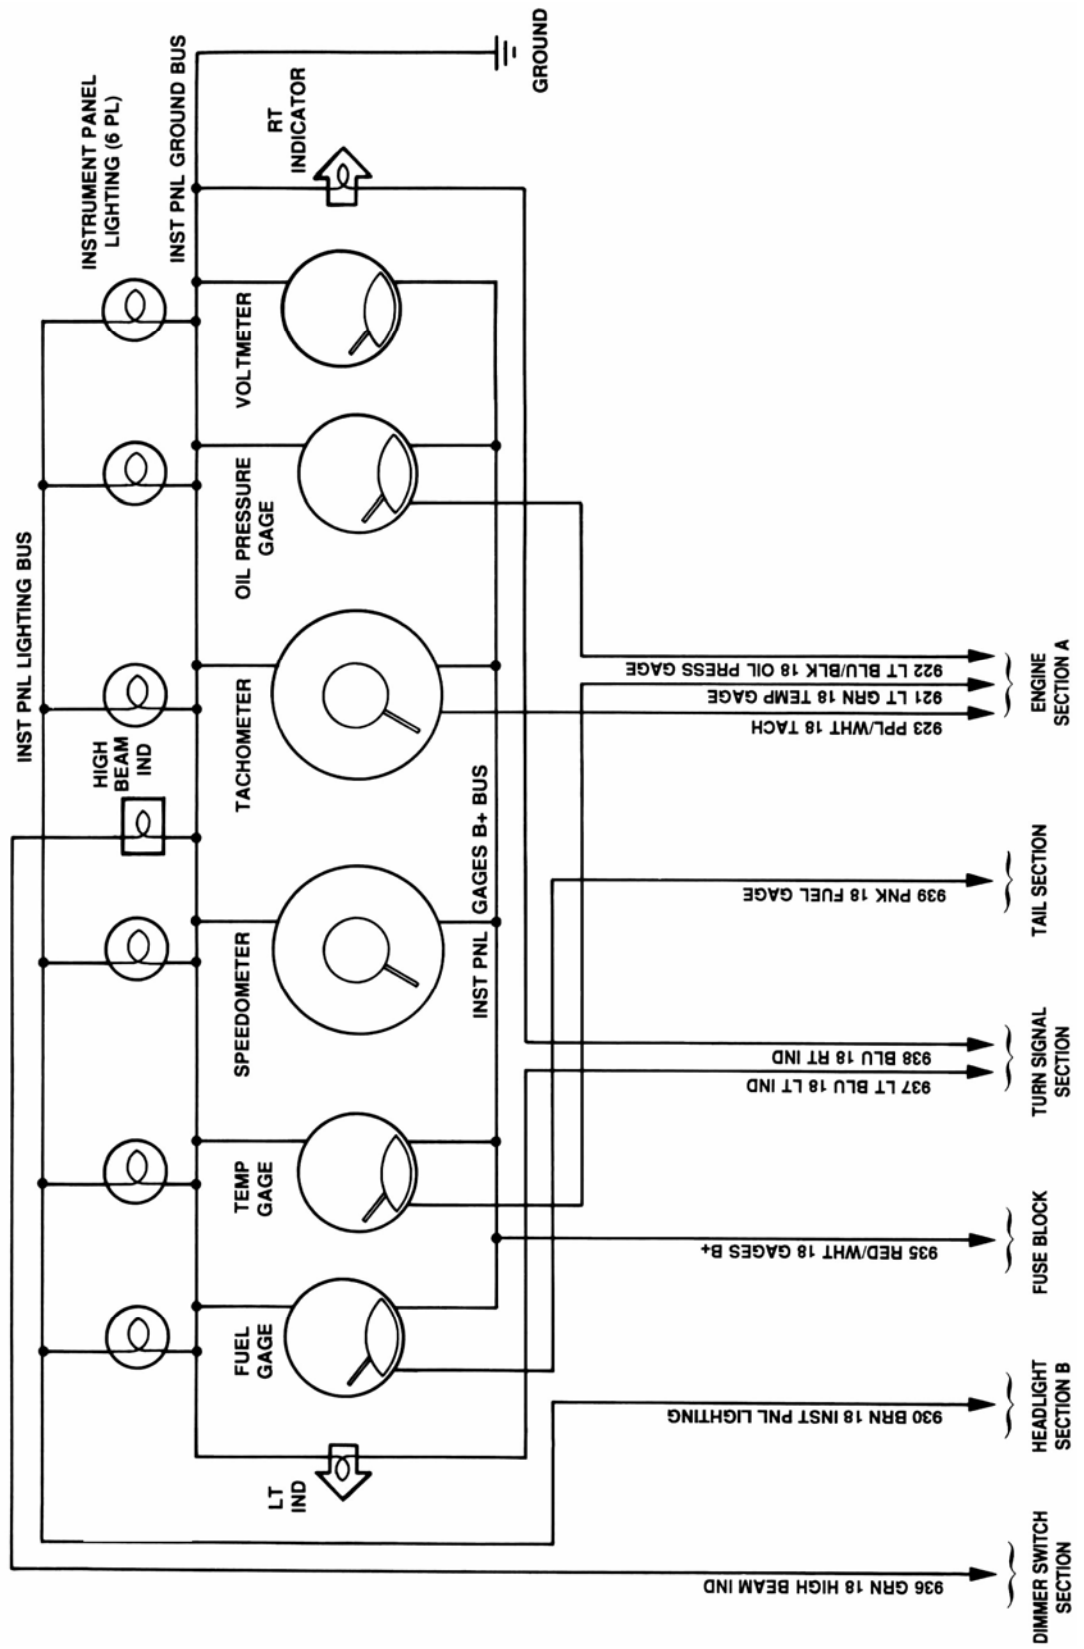 INSTRUMENT PANEL
LIGHTING (6 PL)
INST PNL LIGHTING BUS
INST PNL GROUND BUS
HIGH
BEAM
IND
LT
IND
FUEL
GAGE
TEMP
GAGE
SPEEDOMETER
TACHOMETER
OIL PRESSURE
GAGE
VOLTMETER
RT
INDICATOR
INST PNL GAGES B+ BUS
GROUND
936 GRN 18 HIGH BEAM IND
930 BRN 18 INST PNL LIGHTING
935 RED/WHT 18 GAGES B+
937 LT BLU 18 LT IND
938 BLU 18 RT IND
939 PNK 18 FUEL GAGE
923 PPL/WHT 18 TACH
921 LT GRN 18 TEMP GAGE
922 LT BLU/BLK 18 OIL PRESS GAGE
DIMMER SWITCH
SECTION
HEADLIGHT
SECTION B
FUSE BLOCK
TURN SIGNAL
SECTION
TAIL SECTION
ENGINE
SECTION A